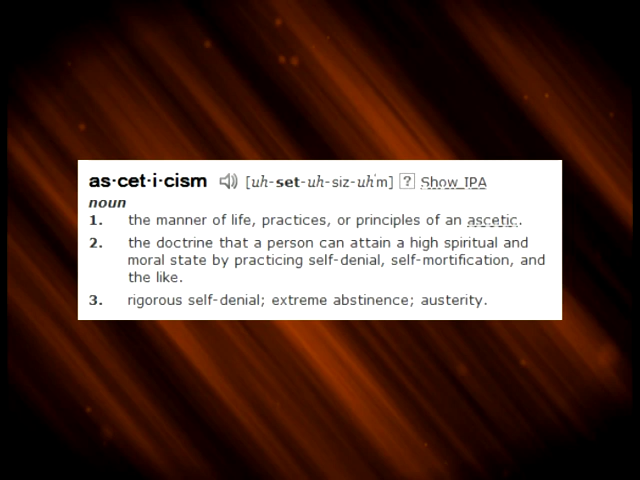 as·cet·i·cism [uh-set-uh-siz-uhʹm] ? Show IPA
noun
1. the manner of life, practices, or principles of an ascetic.
2. the doctrine that a person can attain a high spiritual and
moral state by practicing self-denial, self-mortification, and
the like.
3. rigorous self-denial; extreme abstinence; austerity.